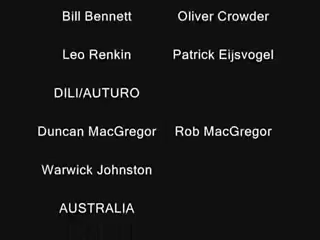 Bill Bennett Oliver Crowder
Leo Renkin Patrick Eijsvogel
DILI/AUTURO
Duncan MacGregor Rob MacGregor
Warwick Johnston
AUSTRALIA